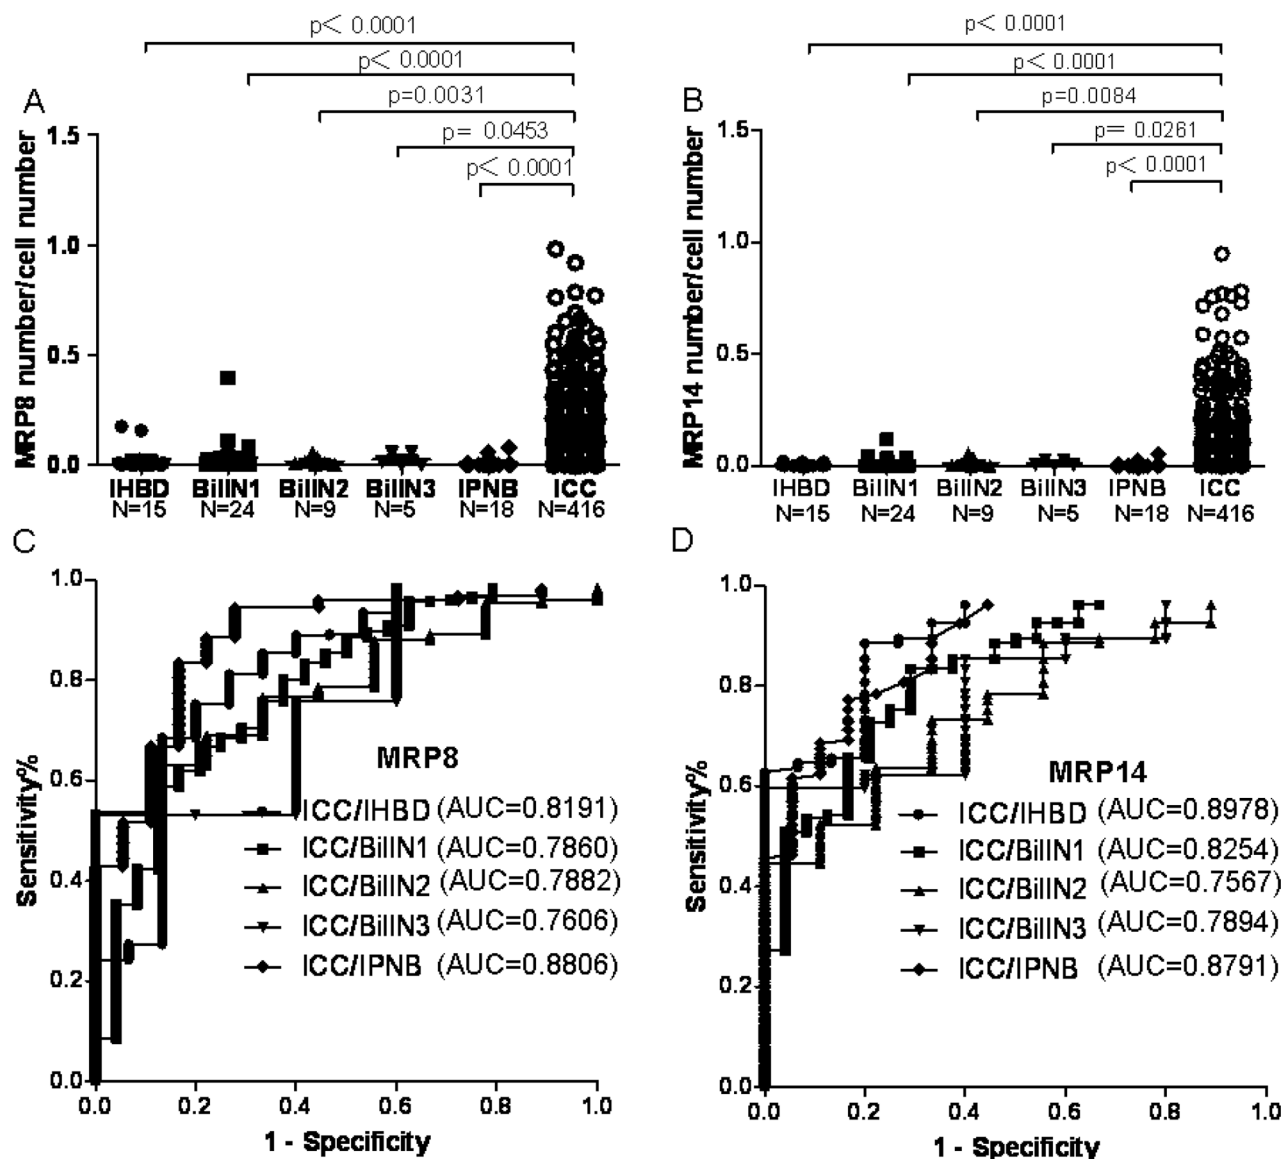 p< 0.0001
p< 0.0001
p=0.0031
p= 0.0453
p< 0.0001
A
MRP8 number/cell number
1.5
1.0
0.5
0.0
IHBD BilIN1 BilIN2 BilIN3 IPNB ICC
N=15 N=24 N=9 N=5 N=18 N=416
p< 0.0001
p< 0.0001
p=0.0084
p= 0.0261
p< 0.0001
B
MRP14 number/cell number
1.5
1.0
0.5
0.0
IHBD BilIN1 BilIN2 BilIN3 IPNB ICC
N=15 N=24 N=9 N=5 N=18 N=416
C
Sensitivity%
1.0
0.8
0.6
0.4
0.2
0.0
MRP8
ICC/IHBD (AUC=0.8191)
ICC/BilIN1 (AUC=0.7860)
ICC/BilIN2 (AUC=0.7882)
ICC/BilIN3 (AUC=0.7606)
ICC/IPNB (AUC=0.8806)
0.0 0.2 0.4 0.6 0.8 1.0
1 - Specificity
D
Sensitivity%
1.0
0.8
0.6
0.4
0.2
0.0
MRP14
ICC/IHBD (AUC=0.8978)
ICC/BilIN1 (AUC=0.8254)
ICC/BilIN2 (AUC=0.7567)
ICC/BilIN3 (AUC=0.7894)
ICC/IPNB (AUC=0.8791)
0.0 0.2 0.4 0.6 0.8 1.0
1 - Specificity